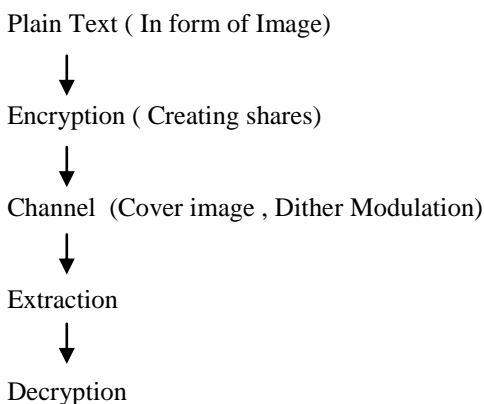 Plain Text ( In form of Image)
Encryption ( Creating shares)
Channel  (Cover image , Dither Modulation)
Extraction
Decryption